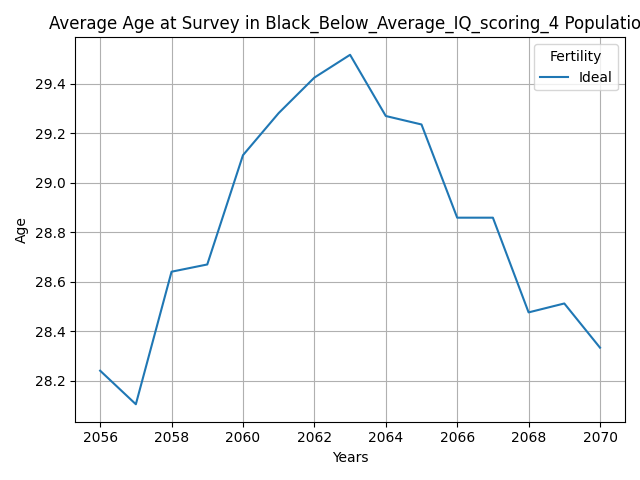 Average Age at Survey in Black_Below_Average_IQ_scoring_4 Populatio
Fertility
Ideal
29.4
29.2
29.0
28.8
28.6
28.4
28.2
Age
2056 2058 2060 2062 2064 2066 2068 2070
Years